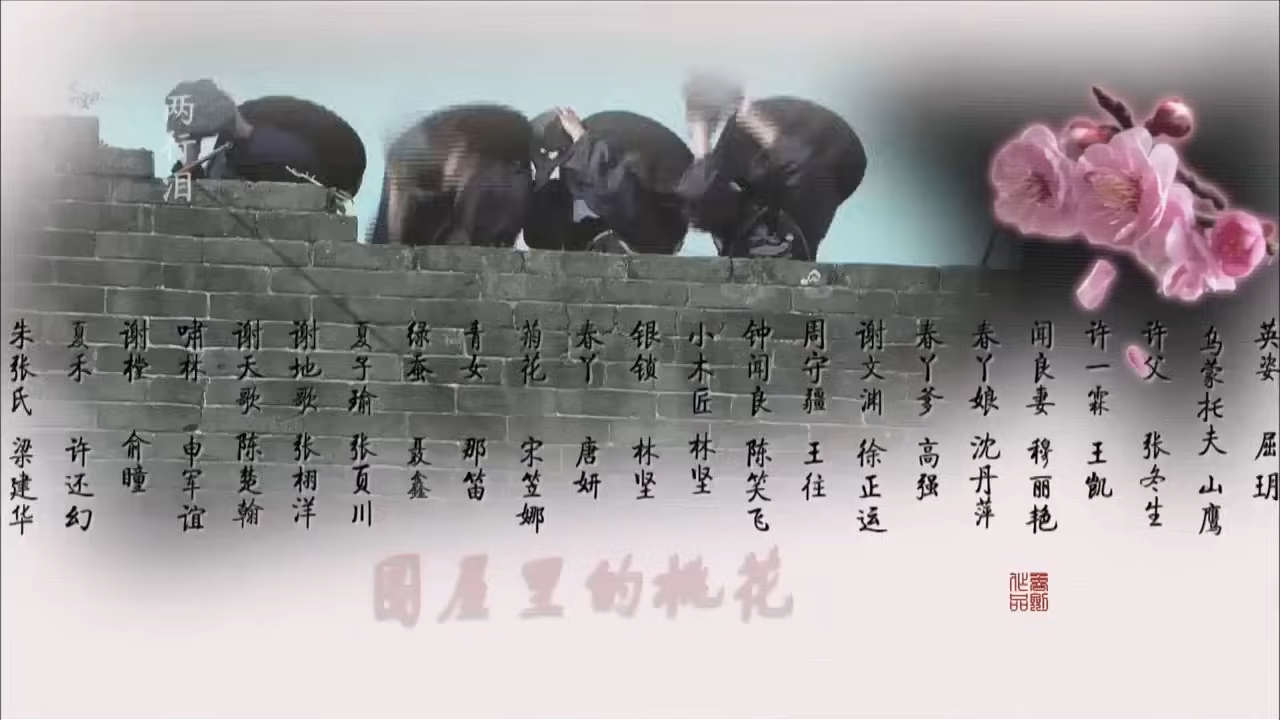 两行泪
朱张氏 梁建华
夏禾 许还幻
谢樘 俞瞳
啸林 申军谊
谢天歌 陈楚翰
谢地歌 张栩洋
夏子瑜 张页川
绿蚕 聂鑫
青女 那笛
菊花 宋笠娜
春丫 唐妍
银锁 林坚
小木匠 林坚
钟闻良 陈笑飞
周守疆 王往
谢文渊 徐正运
春丫爹 高强
春丫娘 沈丹萍
闻良妻 穆丽艳
许一霖 王凯
许父 张冬生
乌蒙托夫 山鹰
英姿 屈玥
围屋里的桃花